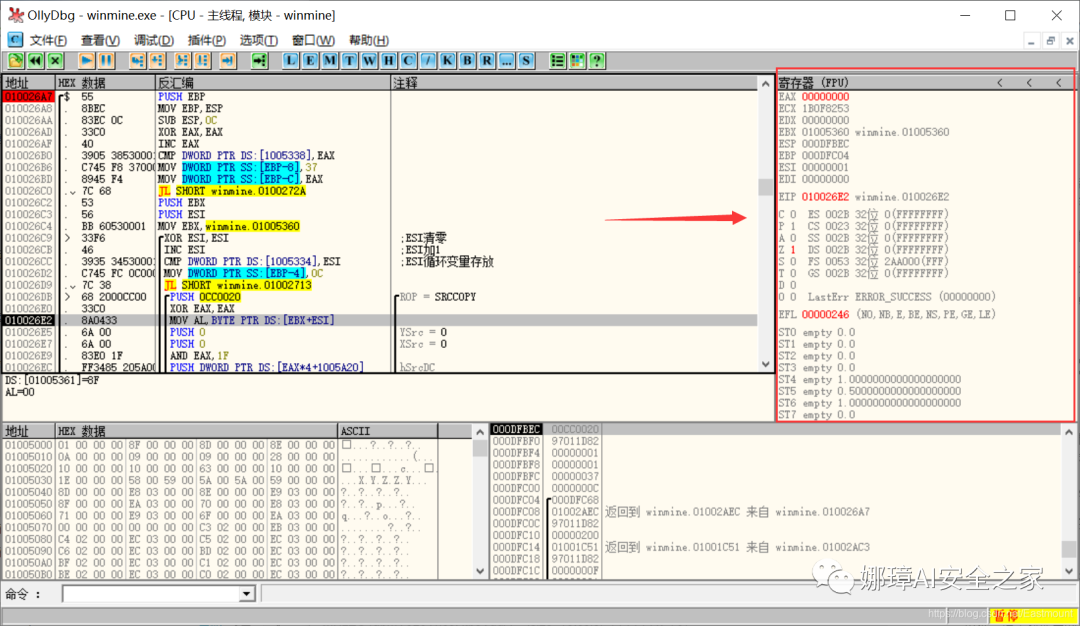 OllyDbg - winmine.exe - [CPU - 主线程, 模块 - winmine]
文件(F) 查看(V) 调试(D) 插件(P) 选项(T) 窗口(W) 帮助(H)
L E M T W H C / K B R ... S ?
地址 HEX 数据 反汇编 注释
010026A7 $ 55 PUSH EBP
010026A8 . 8BEC MOV EBP,ESP
010026AA . 83EC 0C SUB ESP,0C
010026AD . 33C0 XOR EAX,EAX
010026AF . 40 INC EAX
010026B0 . 3905 38530001 CMP DWORD PTR DS:[1005338],EAX
010026B6 . C745 F8 37000 MOV DWORD PTR SS:[EBP-8],37
010026BD . 8945 F4 MOV DWORD PTR SS:[EBP-C],EAX
010026C0 . 7C 68 JL SHORT winmine.0100272A
010026C2 . 53 PUSH EBX
010026C3 . 56 PUSH ESI
010026C4 . BB 60530001 MOV EBX,winmine.01005360
010026C9 > 33F6 XOR ESI,ESI ;ESI清零
010026CB . 46 INC ESI ;ESI加1
010026CC . 3935 34530001 CMP DWORD PTR DS:[1005334],ESI ;ESI循环变量存放
010026D2 . C745 FC 0C000 MOV DWORD PTR SS:[EBP-4],0C
010026D9 . 7C 38 JL SHORT winmine.01002713
010026DB > 68 2000CC00 PUSH 0CC0020 ROP = SRCCOPY
010026E0 . 33C0 XOR EAX,EAX
010026E2 . 8A0433 MOV AL,BYTE PTR DS:[EBX+ESI]
010026E5 . 6A 00 PUSH 0 YSrc = 0
010026E7 . 6A 00 PUSH 0 XSrc = 0
010026E9 . 83E0 1F AND EAX,1F
010026EC . FF3485 205A00 PUSH DWORD PTR DS:[EAX*4+1005A20] hSrcDC
DS:[01005361]=8F
AL=00
寄存器 (FPU) < < <
EAX 00000000
ECX 1B0F8253
EDX 00000000
EBX 01005360 winmine.01005360
ESP 000DFBEC
EBP 000DFC04
ESI 00000001
EDI 00000000
EIP 010026E2 winmine.010026E2
C 0 ES 002B 32位 0(FFFFFFFF)
P 1 CS 0023 32位 0(FFFFFFFF)
A 0 SS 002B 32位 0(FFFFFFFF)
Z 1 DS 002B 32位 0(FFFFFFFF)
S 0 FS 0053 32位 2AA000(FFF)
T 0 GS 002B 32位 0(FFFFFFFF)
D 0
O 0 LastErr ERROR_SUCCESS (00000000)
EFL 00000246 (NO,NB,E,BE,NS,PE,GE,LE)
ST0 empty 0.0
ST1 empty 0.0
ST2 empty 0.0
ST3 empty 0.0
ST4 empty 1.0000000000000000000
ST5 empty 0.5000000000000000000
ST6 empty 1.0000000000000000000
ST7 empty 0.0
地址 HEX 数据 ASCII
01005000 01 00 00 00 8F 00 00 00 8D 00 00 00 8E 00 00 00
01005010 0A 00 00 00 09 00 00 00 09 00 00 00 28 00 00 00
01005020 10 00 00 00 10 00 00 00 63 00 00 00 10 00 00 00
01005030 1E 00 00 00 58 00 59 00 5A 00 5A 00 59 00 00 00 ...X.Y.Z.Z.Y...
01005040 8D 00 00 00 E8 03 00 00 8E 00 00 00 E9 03 00 00
01005050 8F 00 00 00 EA 03 00 00 70 00 00 00 E8 03 00 00
01005060 71 00 00 00 E9 03 00 00 6F 00 00 00 EA 03 00 00
01005070 00 00 00 00 00 00 00 00 C3 02 00 00 EB 03 00 00
01005080 C4 02 00 00 EC 03 00 00 C5 02 00 00 EC 03 00 00
01005090 C6 02 00 00 EC 03 00 00 BD 02 00 00 EC 03 00 00
010050A0 BF 02 00 00 EC 03 00 00 C1 02 00 00 EC 03 00 00
010050B0 BE 02 00 00 EC 03 00 00 C0 02 00 00 EC 03 00 00
000DFBEC 00CC0020
000DFBF0 97011D82
000DFBF4 00000001
000DFBF8 00000001
000DFBFC 00000037
000DFC00 0000000C
000DFC04 000DFC68
000DFC08 01002AEC 返回到 winmine.01002AEC 来自 winmine.010026A7
000DFC0C 97011D82
000DFC10 00000200
000DFC14 01001C51 返回到 winmine.01001C51 来自 winmine.01002AC3
000DFC18 97011D82
000DFC1C 0000000F
命令 :
娜璋AI安全之家
暂停